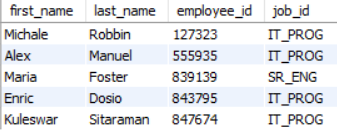 first_name last_name employee_id job_id
Michale Robbin 127323 IT_PROG
Alex Manuel 555935 IT_PROG
Maria Foster 839139 SR_ENG
Enric Dosio 843795 IT_PROG
Kuleswar Sitaraman 847674 IT_PROG